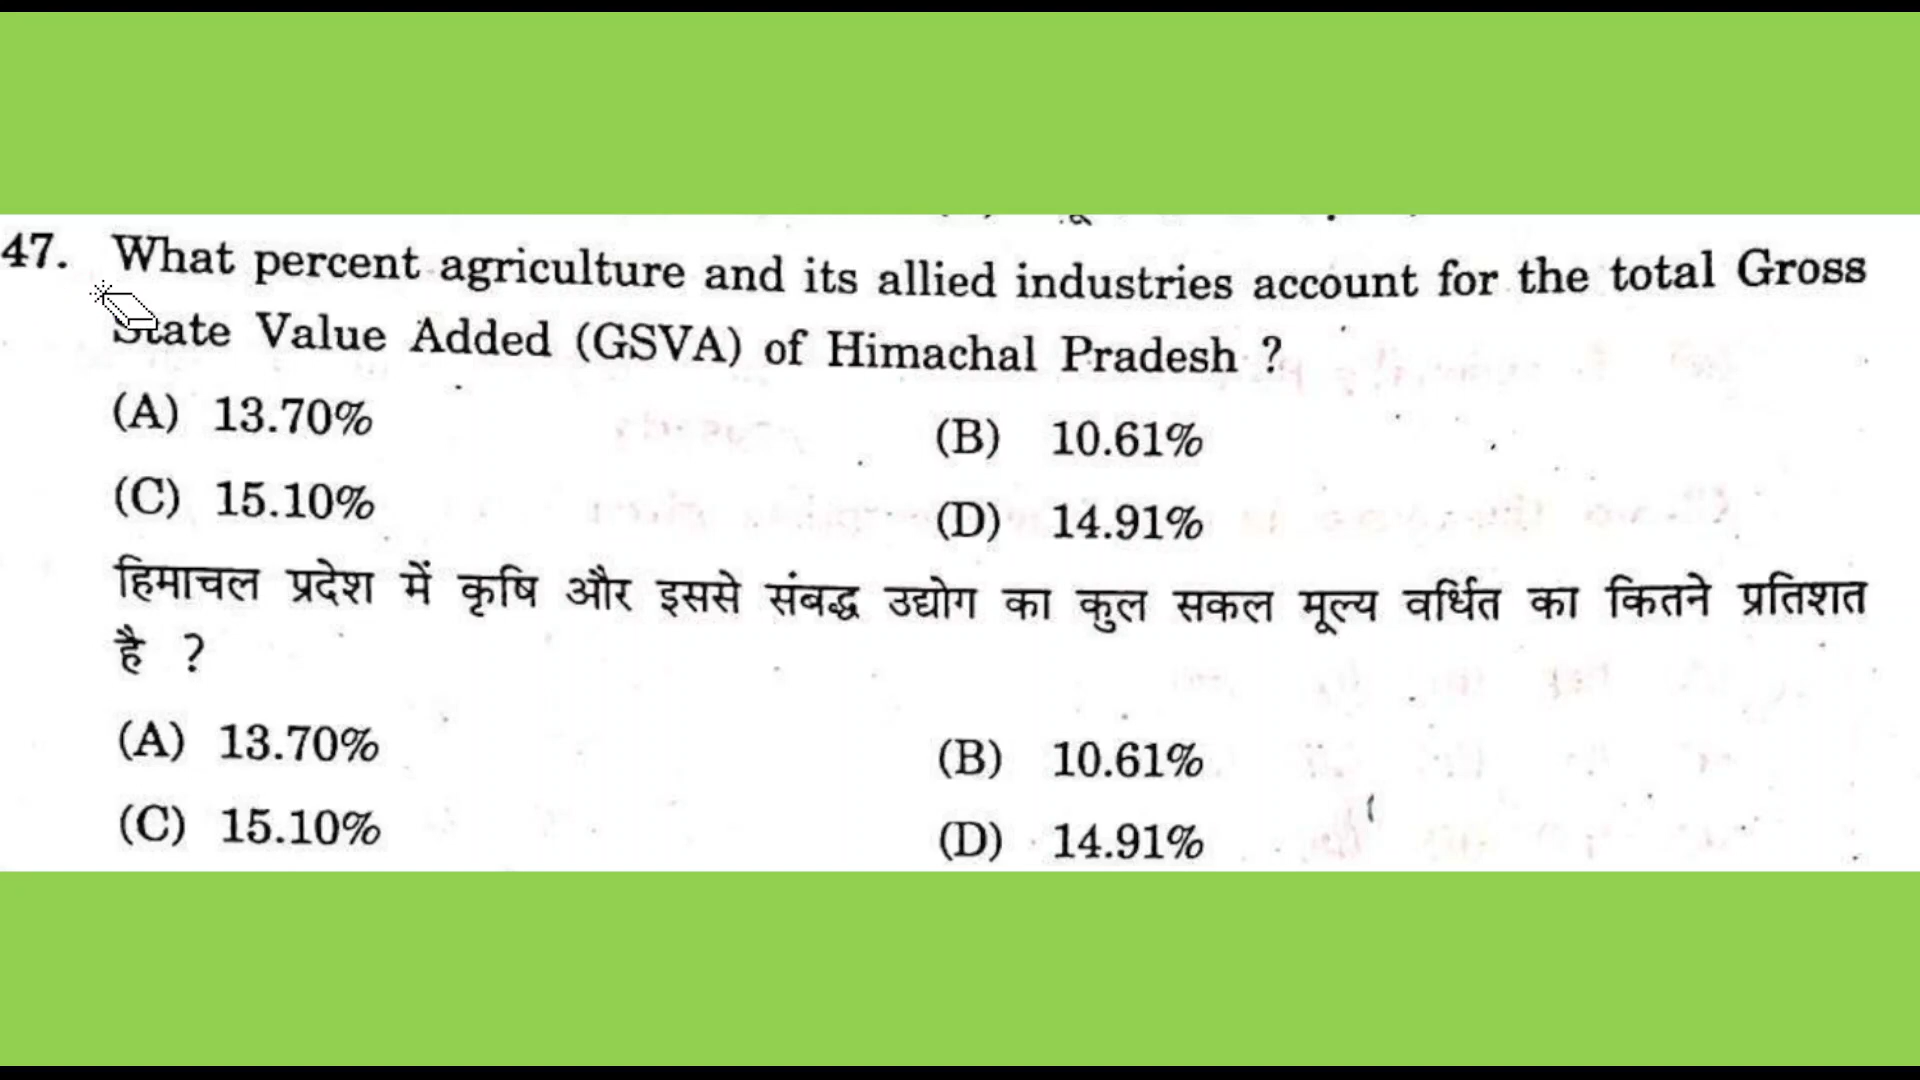 47. What percent agriculture and its allied industries account for the total Gross
State Value Added (GSVA) of Himachal Pradesh ?
(A) 13.70% (B) 10.61%
(C) 15.10% (D) 14.91%
हिमाचल प्रदेश में कृषि और इससे संबद्ध उद्योग का कुल सकल मूल्य वर्धित का कितने प्रतिशत
है ?
(A) 13.70% (B) 10.61%
(C) 15.10% (D) 14.91%